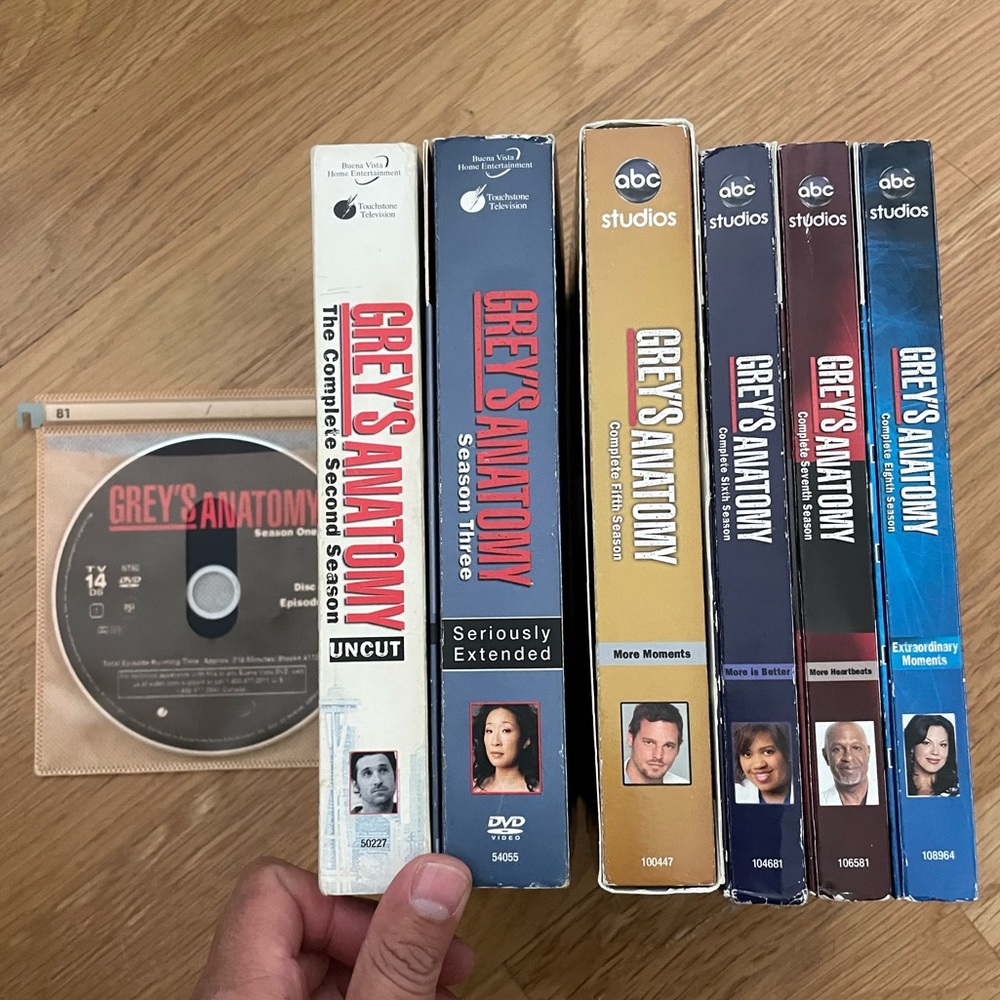 81
GREY'S ANATOMY
Season One
TV
14
DS
DVD
Disc
Episode
Buena Vista
Home Entertainment
Touchstone
Television
GREY'S ANATOMY
The Complete Second Season
UNCUT
50227
Buena Vista
Home Entertainment
Touchstone
Television
GREY'S ANATOMY
Season Three
Seriously
Extended
DVD
VIDEO
54055
abc
studios
GREY'S ANATOMY
Complete Fifth Season
More Moments
100447
abc
studios
GREY'S ANATOMY
Complete Sixth Season
More is Better
104681
abc
studios
GREY'S ANATOMY
Complete Seventh Season
More Heartbeats
106581
abc
studios
GREY'S ANATOMY
Complete Eighth Season
Extraordinary
Moments
108964